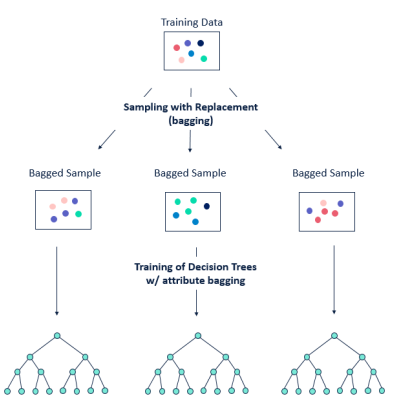 Training Data
Sampling with Replacement
(bagging)
Bagged Sample
Bagged Sample
Bagged Sample
Training of Decision Trees
w/ attribute bagging